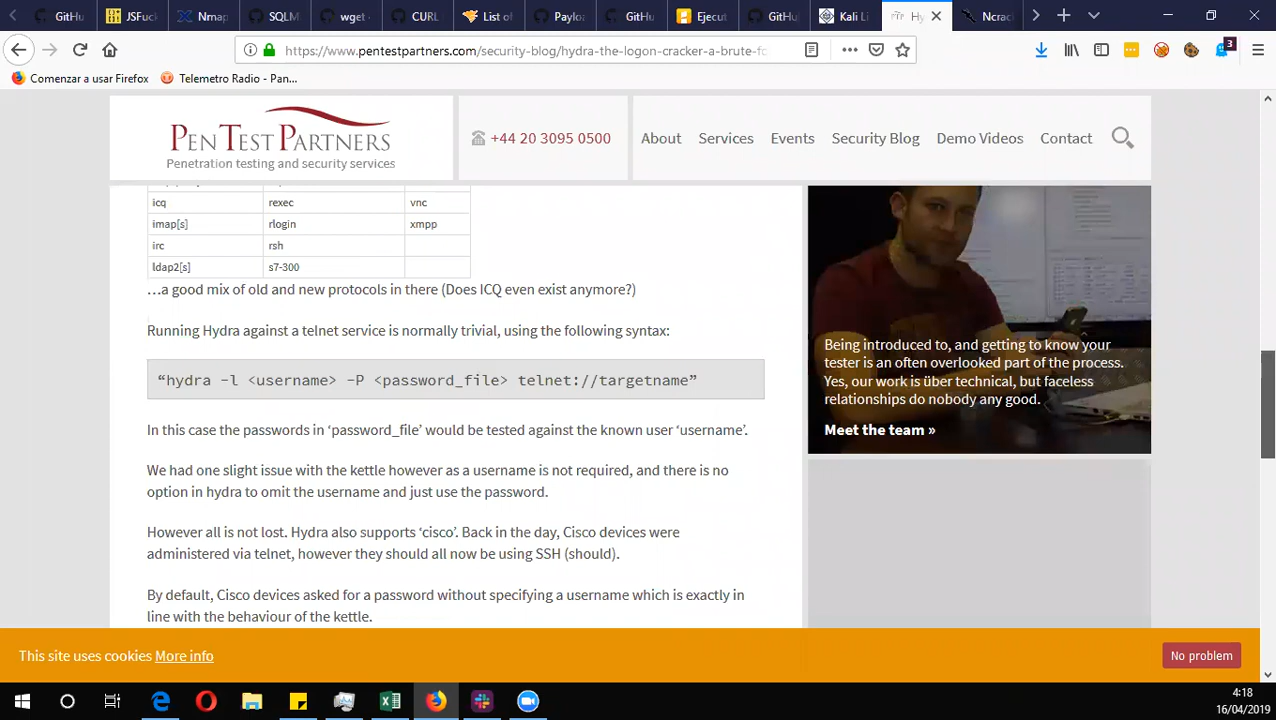 GitHu
JSFuck
Nmap
SQLM
wget -
CURL
List of
Payloa
GitHu
Ejecut
GitHu
Kali Li
Hy
Ncrack
https://www.pentestpartners.com/security-blog/hydra-the-logon-cracker-a-brute-fo
3
Comenzar a usar Firefox
Telemetro Radio - Pan...
PENTEST PARTNERS
Penetration testing and security services
+44 20 3095 0500
About
Services
Events
Security Blog
Demo Videos
Contact
icq rexec vnc
imap[s] rlogin xmpp
irc rsh
ldap2[s] s7-300
…a good mix of old and new protocols in there (Does ICQ even exist anymore?)
Running Hydra against a telnet service is normally trivial, using the following syntax:
“hydra -l <username> -P <password_file> telnet://targetname”
In this case the passwords in ‘password_file’ would be tested against the known user ‘username’.
We had one slight issue with the kettle however as a username is not required, and there is no
option in hydra to omit the username and just use the password.
However all is not lost. Hydra also supports ‘cisco’. Back in the day, Cisco devices were
administered via telnet, however they should all now be using SSH (should).
By default, Cisco devices asked for a password without specifying a username which is exactly in
line with the behaviour of the kettle.
Being introduced to, and getting to know your
tester is an often overlooked part of the process.
Yes, our work is über technical, but faceless
relationships do nobody any good.
Meet the team »
This site uses cookies More info
No problem
4:18
16/04/2019